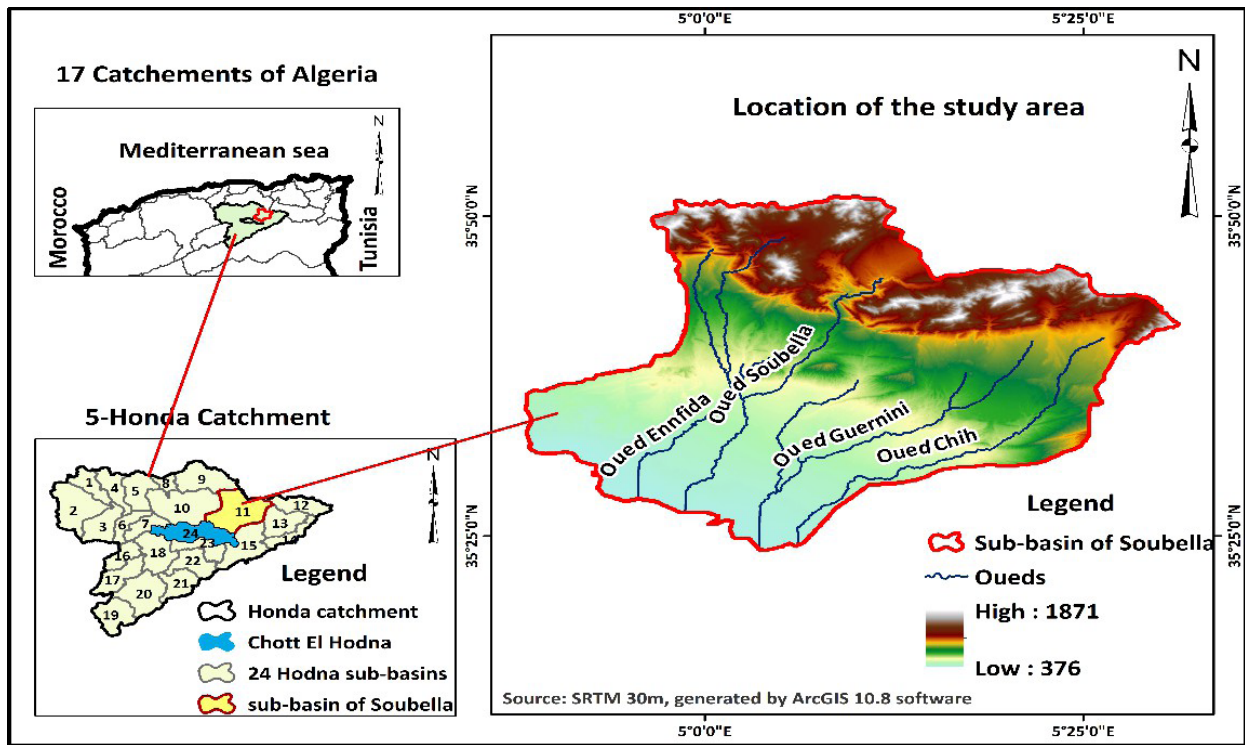 17 Catchements of Algeria
N
Mediterranean sea
Morocco
Tunisia
5-Honda Catchment
N
1
2
3
4
5
6
7
8
9
10
11
12
13
15
16
17
18
19
20
21
22
23
24
Legend
Honda catchment
Chott El Hodna
24 Hodna sub-basins
sub-basin of Soubella
5°0'0"E
5°25'0"E
N
Location of the study area
35°50'0"N
35°50'0"N
Oued Soubella
Oued Ennfida
Oued Guernini
Oued Chih
35°25'0"N
35°25'0"N
Legend
Sub-basin of Soubella
Oueds
High : 1871
Low : 376
Source: SRTM 30m, generated by ArcGIS 10.8 software
5°0'0"E
5°25'0"E